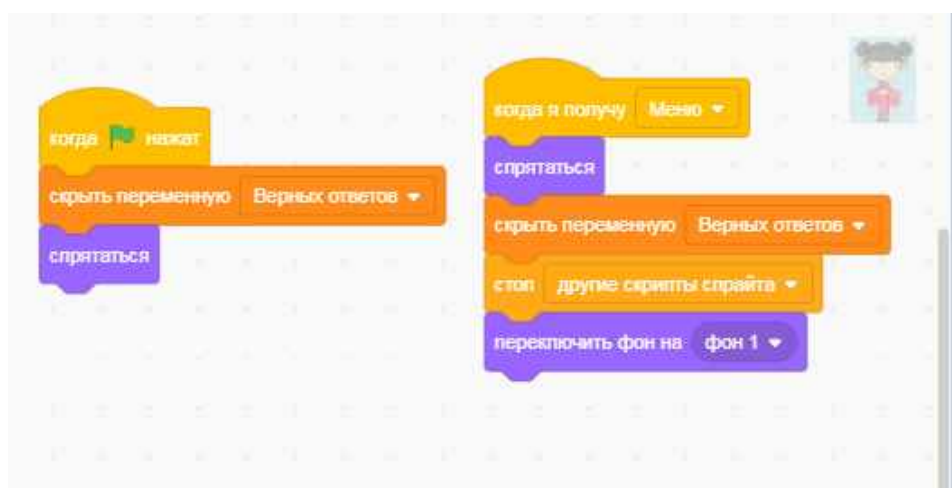 когда нажат
скрыть переменную Верных ответов
спрятаться
когда я получу Меню
спрятаться
скрыть переменную Верных ответов
стоп другие скрипты спрайта
переключить фон на фон 1